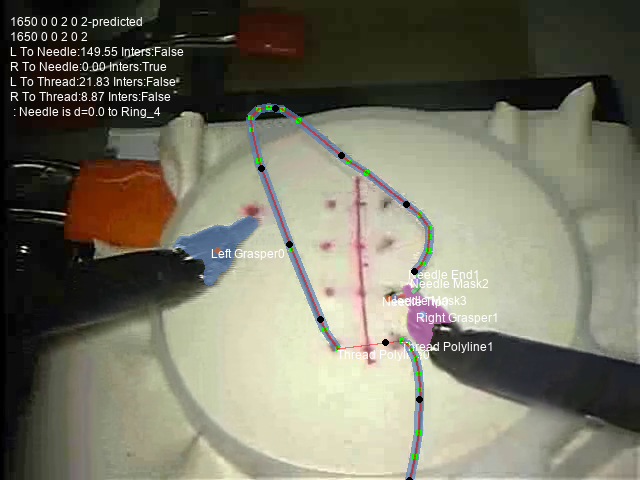 1650 0 0 2 0 2-predicted
1650 0 0 2 0 2
L To Needle:149.55 Inters:False
R To Needle:0.00 Inters:True
L To Thread:21.83 Inters:False
R To Thread:8.87 Inters:False
: Needle is d=0.0 to Ring_4
Left Grasper0
Needle End1
Needle Mask2
Right Grasper1
Thread Polyline1